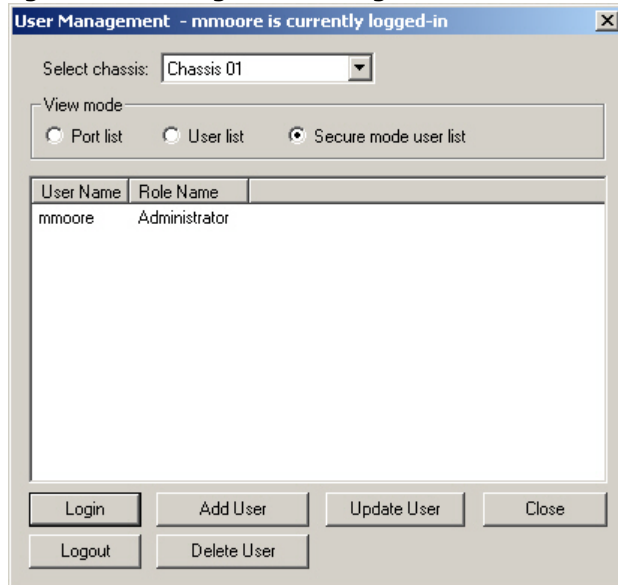 User Management - mmoore is currently logged-in
Select chassis: Chassis 01
View mode
Port list User list Secure mode user list
User Name Role Name
mmoore Administrator
Login Add User Update User Close
Logout Delete User